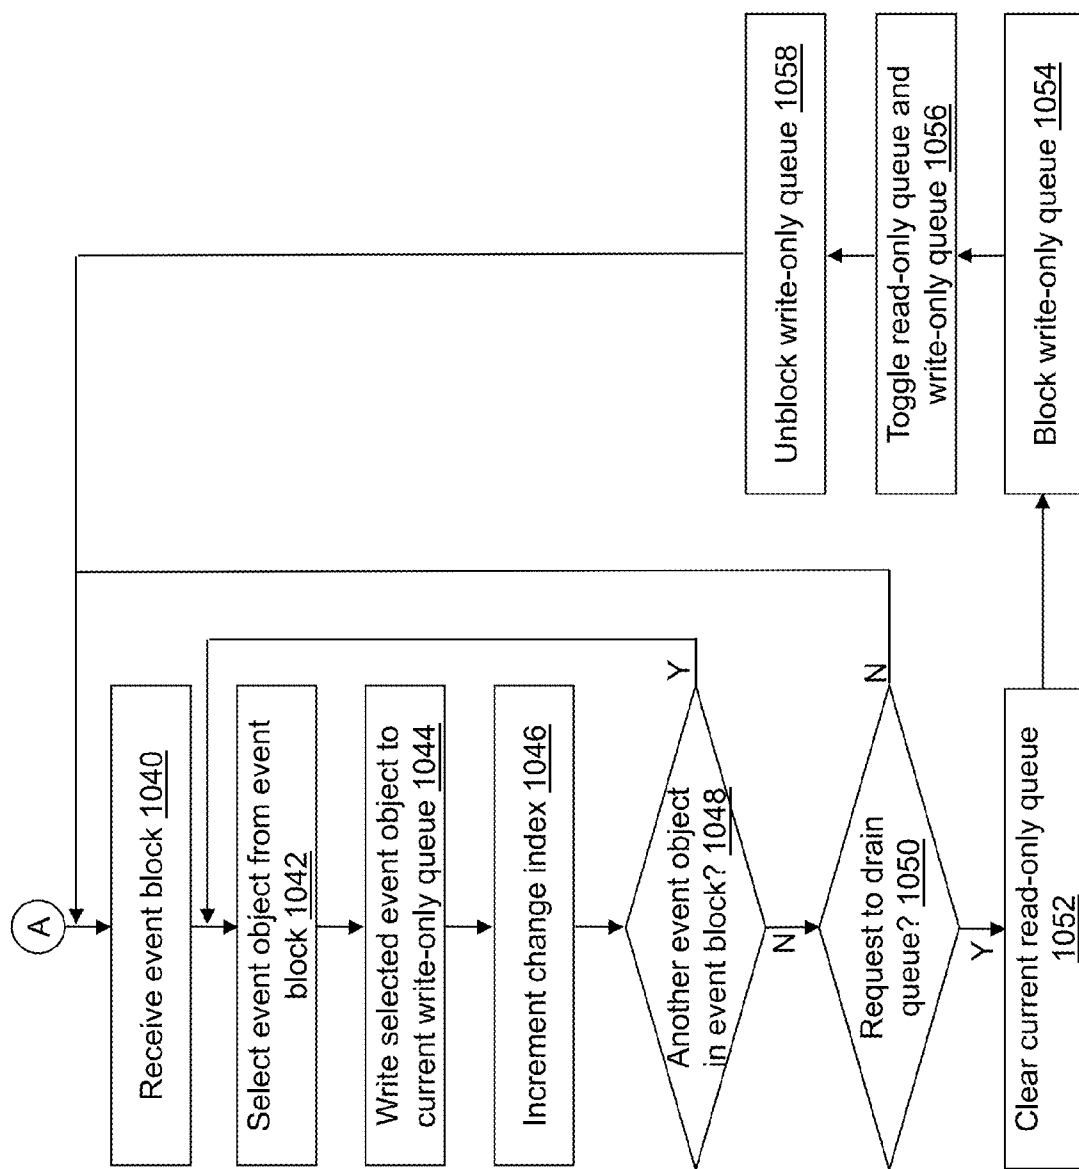 A
Receive event block 1040
Select event object from event
block 1042
Write selected event object to
current write-only queue 1044
Increment change index 1046
Another event object
in event block? 1048
Y
N
Request to drain
queue? 1050
N
Y
Clear current read-only queue
1052
Block write-only queue 1054
Toggle read-only queue and
write-only queue 1056
Unblock write-only queue 1058